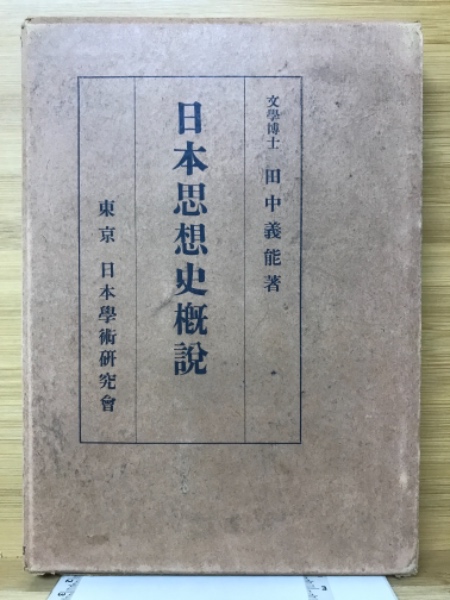 文學博士 田中義能著
日本思想史槪說
東京 日本學術研究會